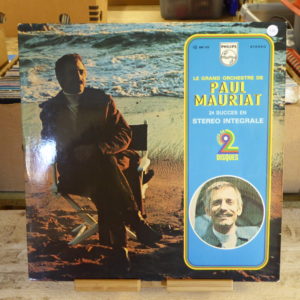 PHILIPS
STEREO
LE GRAND ORCHESTRE DE
PAUL
MAURIAT
24 SUCCES EN
STEREO INTEGRALE
2
DISQUES